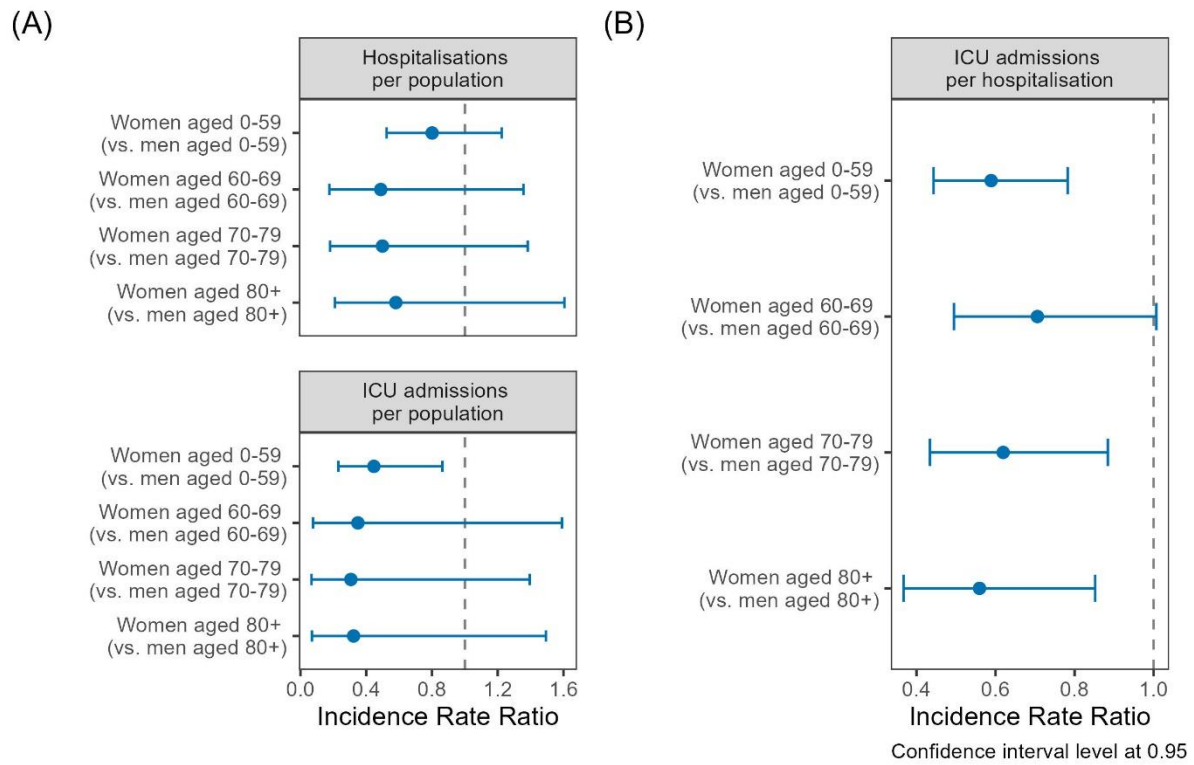 (A)
Hospitalisations
per population
Women aged 0-59
(vs. men aged 0-59)
Women aged 60-69
(vs. men aged 60-69)
Women aged 70-79
(vs. men aged 70-79)
Women aged 80+
(vs. men aged 80+)
ICU admissions
per population
Women aged 0-59
(vs. men aged 0-59)
Women aged 60-69
(vs. men aged 60-69)
Women aged 70-79
(vs. men aged 70-79)
Women aged 80+
(vs. men aged 80+)
0.0 0.4 0.8 1.2 1.6
Incidence Rate Ratio
(B)
ICU admissions
per hospitalisation
Women aged 0-59
(vs. men aged 0-59)
Women aged 60-69
(vs. men aged 60-69)
Women aged 70-79
(vs. men aged 70-79)
Women aged 80+
(vs. men aged 80+)
0.4 0.6 0.8 1.0
Incidence Rate Ratio
Confidence interval level at 0.95